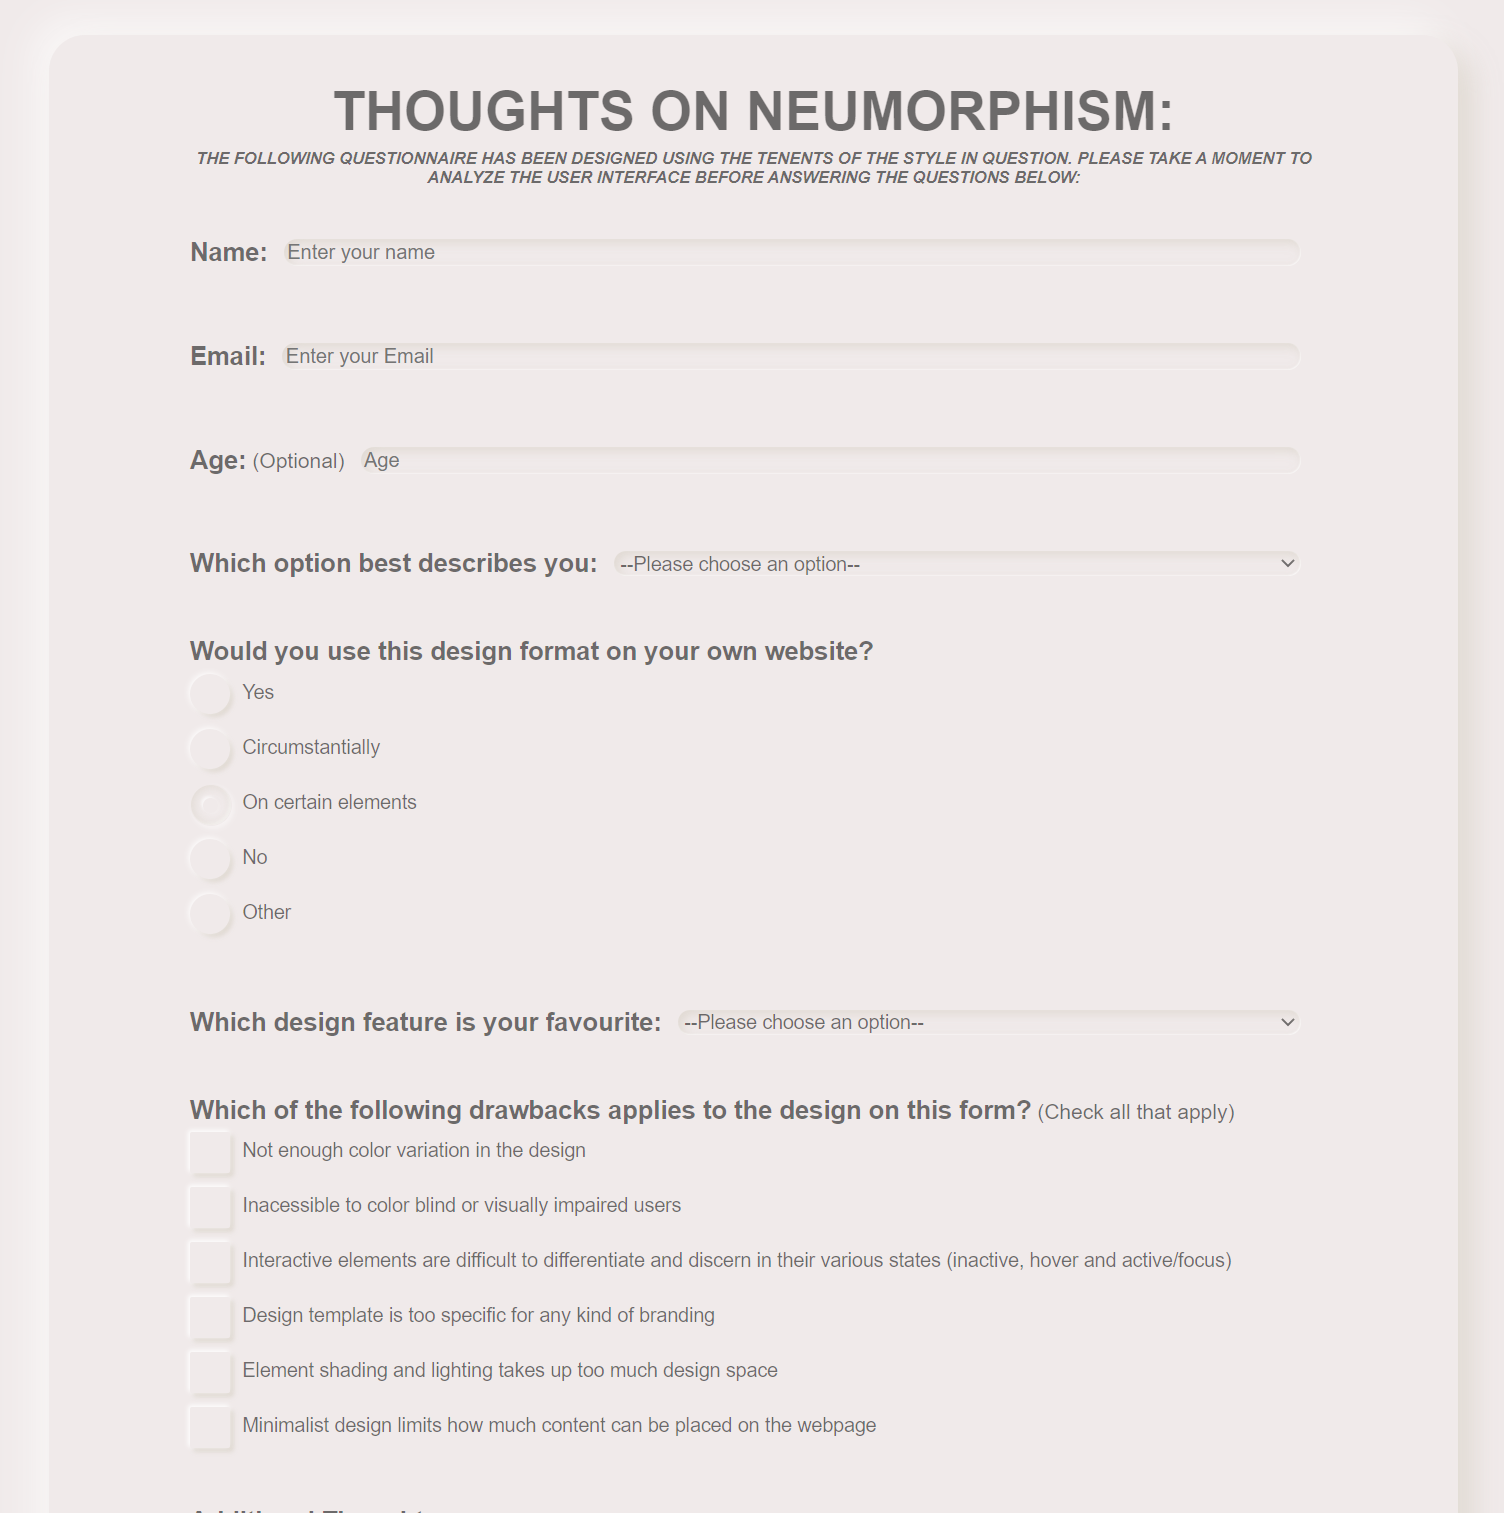 THOUGHTS ON NEUMORPHISM:
THE FOLLOWING QUESTIONNAIRE HAS BEEN DESIGNED USING THE TENENTS OF THE STYLE IN QUESTION. PLEASE TAKE A MOMENT TO
ANALYZE THE USER INTERFACE BEFORE ANSWERING THE QUESTIONS BELOW:
Name: Enter your name
Email: Enter your Email
Age: (Optional) Age
Which option best describes you: --Please choose an option--
Would you use this design format on your own website?
Yes
Circumstantially
On certain elements
No
Other
Which design feature is your favourite: --Please choose an option--
Which of the following drawbacks applies to the design on this form? (Check all that apply)
Not enough color variation in the design
Inacessible to color blind or visually impaired users
Interactive elements are difficult to differentiate and discern in their various states (inactive, hover and active/focus)
Design template is too specific for any kind of branding
Element shading and lighting takes up too much design space
Minimalist design limits how much content can be placed on the webpage